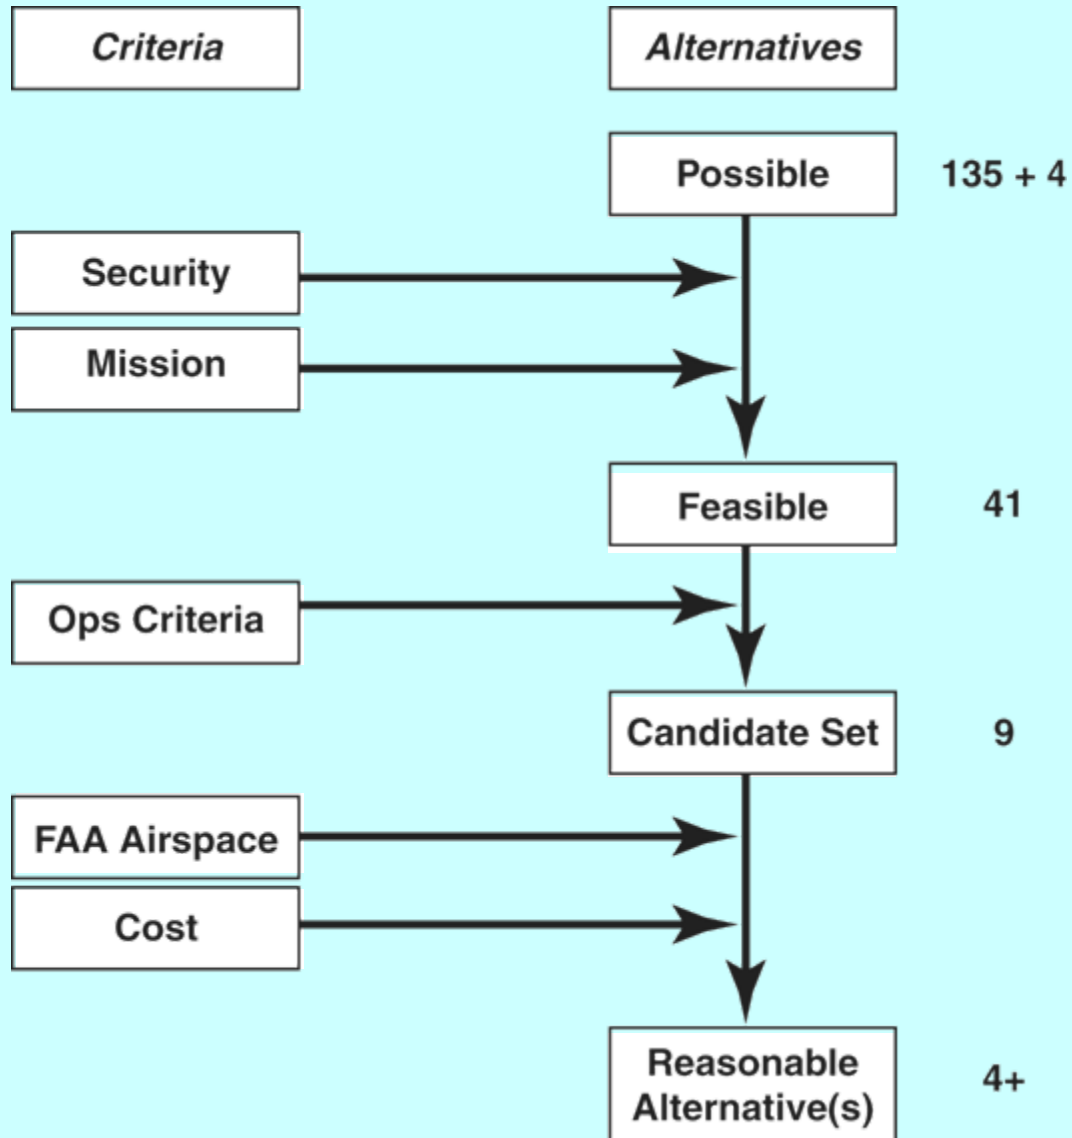 Criteria
Alternatives
Possible
135 + 4
Security
Mission
Feasible
41
Ops Criteria
Candidate Set
9
FAA Airspace
Cost
Reasonable
Alternative(s)
4+